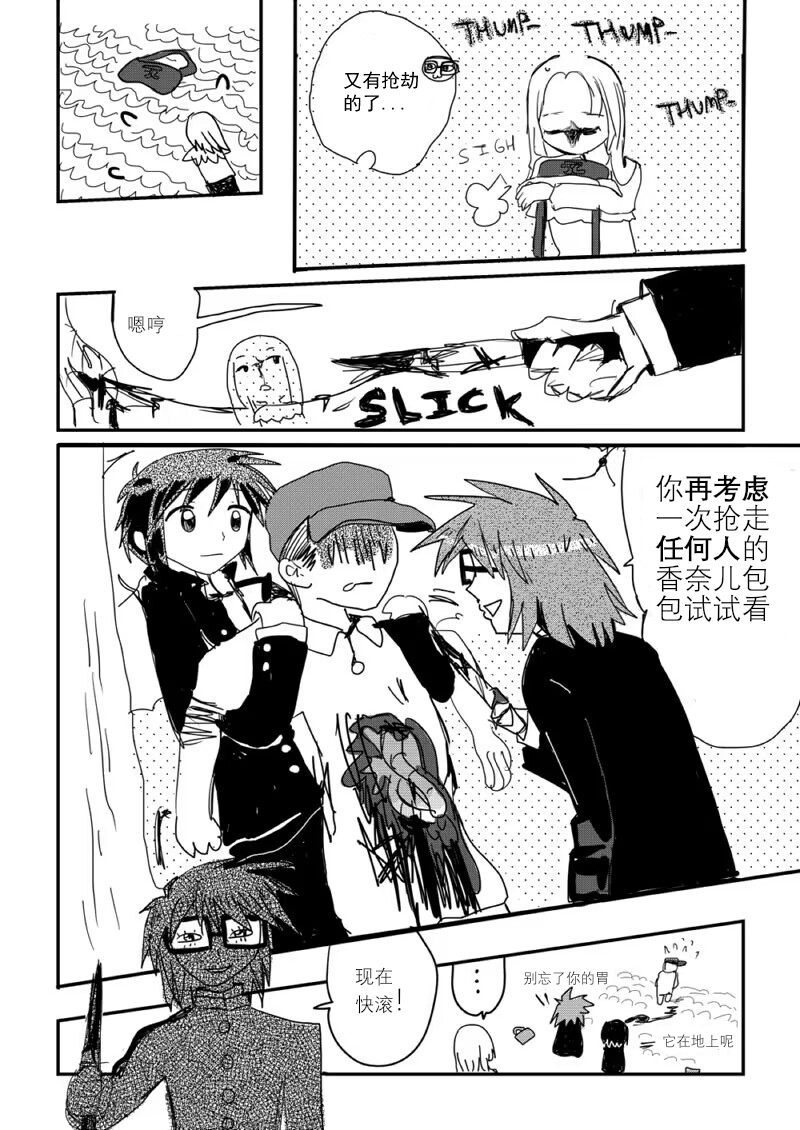 THUMP-
THUMP-
THUMP-
又有抢劫
的了...
SIGH
嗯哼
SLICK
你再考虑
一次抢走
任何人的
香奈儿包
包试试看
现在
快滚!
...
别忘了你的胃
它在地上呢